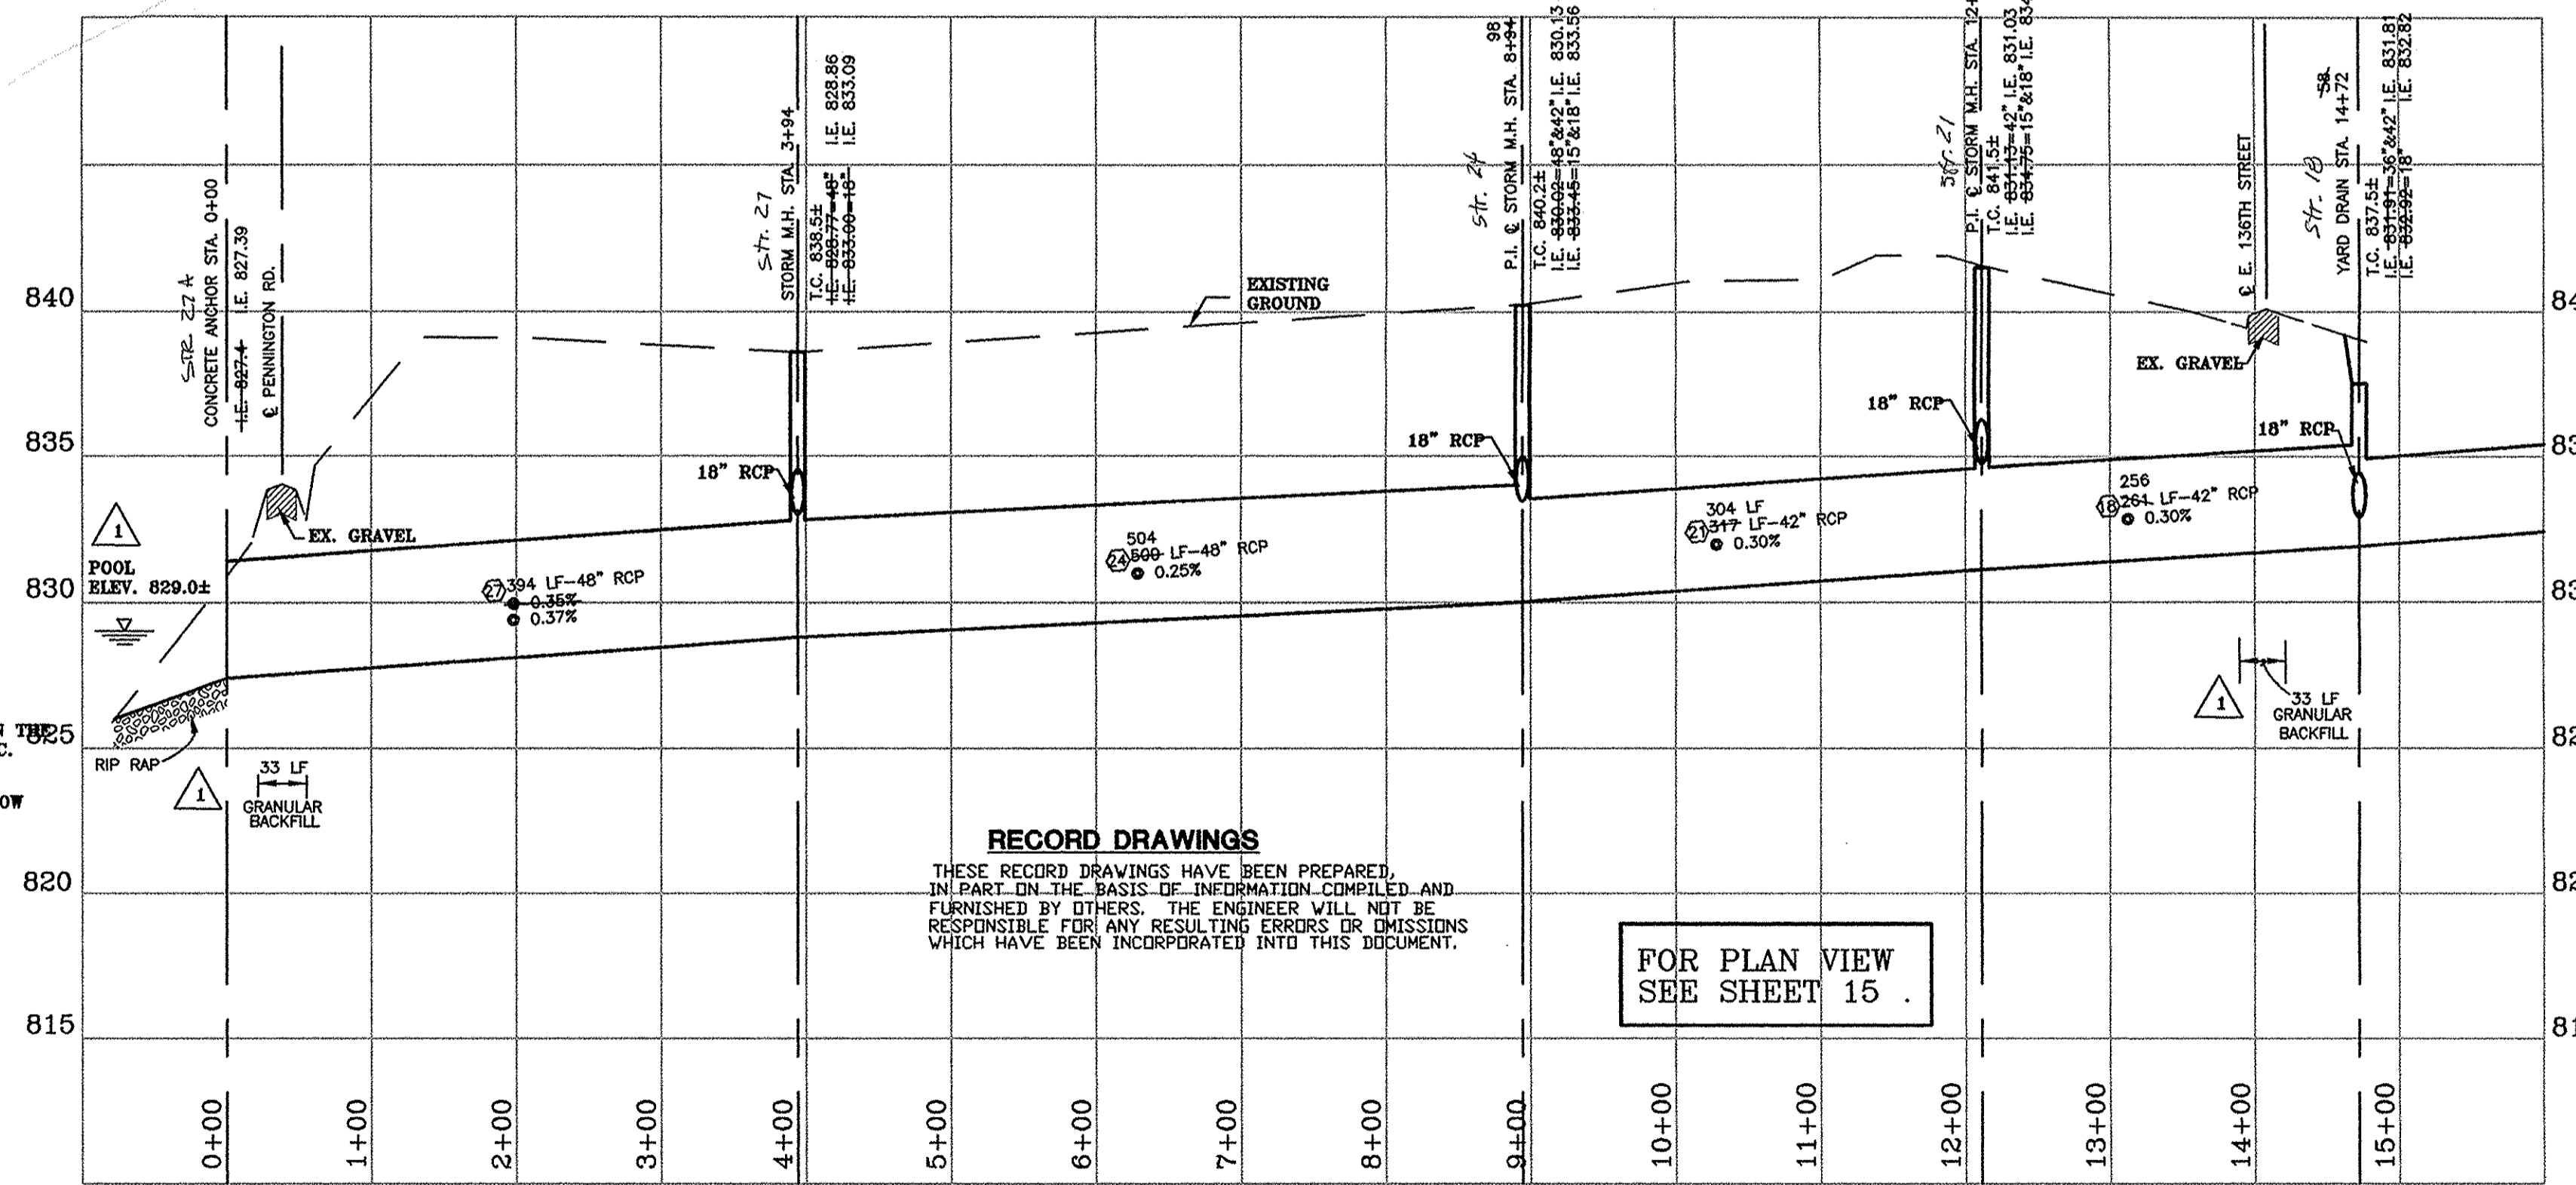 STR 27A
CONCRETE ANCHOR STA. 0+00
I.E. 827.4 I.E. 827.39
℄ PENNINGTON RD.
Str. 27
STORM M.H. STA. 3+94
T.C. 838.5±
I.E. 828.77=48" I.E. 828.86
I.E. 833.00=18" I.E. 833.09
Str. 24
98
P.I. ℄ STORM M.H. STA. 8+94
T.C. 840.2±
I.E. 830.02=48"&42" I.E. 830.13
I.E. 833.45=15"&18" I.E. 833.56
Str. 21
P.I. ℄ STORM M.H. STA. 12+
T.C. 841.5±
I.E. 831.13=42" I.E. 831.03
I.E. 834.75=15"&18" I.E. 834
℄ E. 136TH STREET
Str. 18
58
YARD DRAIN STA. 14+72
T.C. 837.5±
I.E. 831.91=36"&42" I.E. 831.81
I.E. 832.92=18" I.E. 832.82
840
84
EXISTING
GROUND
EX. GRAVEL
835
83
18" RCP
18" RCP
18" RCP
18" RCP
EX. GRAVEL
1
POOL
ELEV. 829.0±
830
83
27 394 LF-48" RCP
@ 0.35%
@ 0.37%
504
24 500 LF-48" RCP
@ 0.25%
304 LF
21 317 LF-42" RCP
@ 0.30%
256
18 261 LF-42" RCP
@ 0.30%
N THE
C.
OW
825
82
RIP RAP
1
33 LF
GRANULAR
BACKFILL
1
33 LF
GRANULAR
BACKFILL
820
82
RECORD DRAWINGS
THESE RECORD DRAWINGS HAVE BEEN PREPARED,
IN PART ON THE BASIS OF INFORMATION COMPILED AND
FURNISHED BY OTHERS. THE ENGINEER WILL NOT BE
RESPONSIBLE FOR ANY RESULTING ERRORS OR OMISSIONS
WHICH HAVE BEEN INCORPORATED INTO THIS DOCUMENT.
FOR PLAN VIEW
SEE SHEET 15 .
815
81
0+00
1+00
2+00
3+00
4+00
5+00
6+00
7+00
8+00
9+00
10+00
11+00
12+00
13+00
14+00
15+00